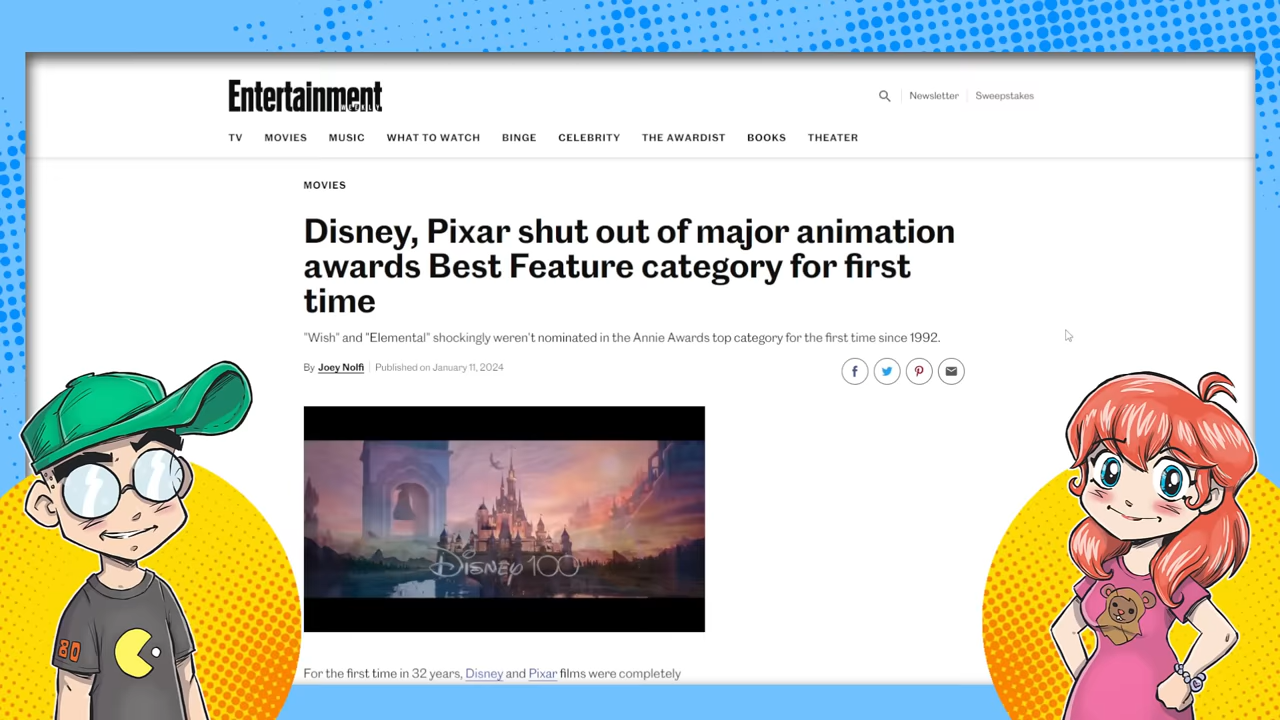 Entertainment
WEEKLY
Newsletter
Sweepstakes
TV
MOVIES
MUSIC
WHAT TO WATCH
BINGE
CELEBRITY
THE AWARDIST
BOOKS
THEATER
MOVIES
Disney, Pixar shut out of major animation
awards Best Feature category for first
time
"Wish" and "Elemental" shockingly weren't nominated in the Annie Awards top category for the first time since 1992.
By Joey Nolfi
Published on January 11, 2024
Disney 100
For the first time in 32 years, Disney and Pixar films were completely
80